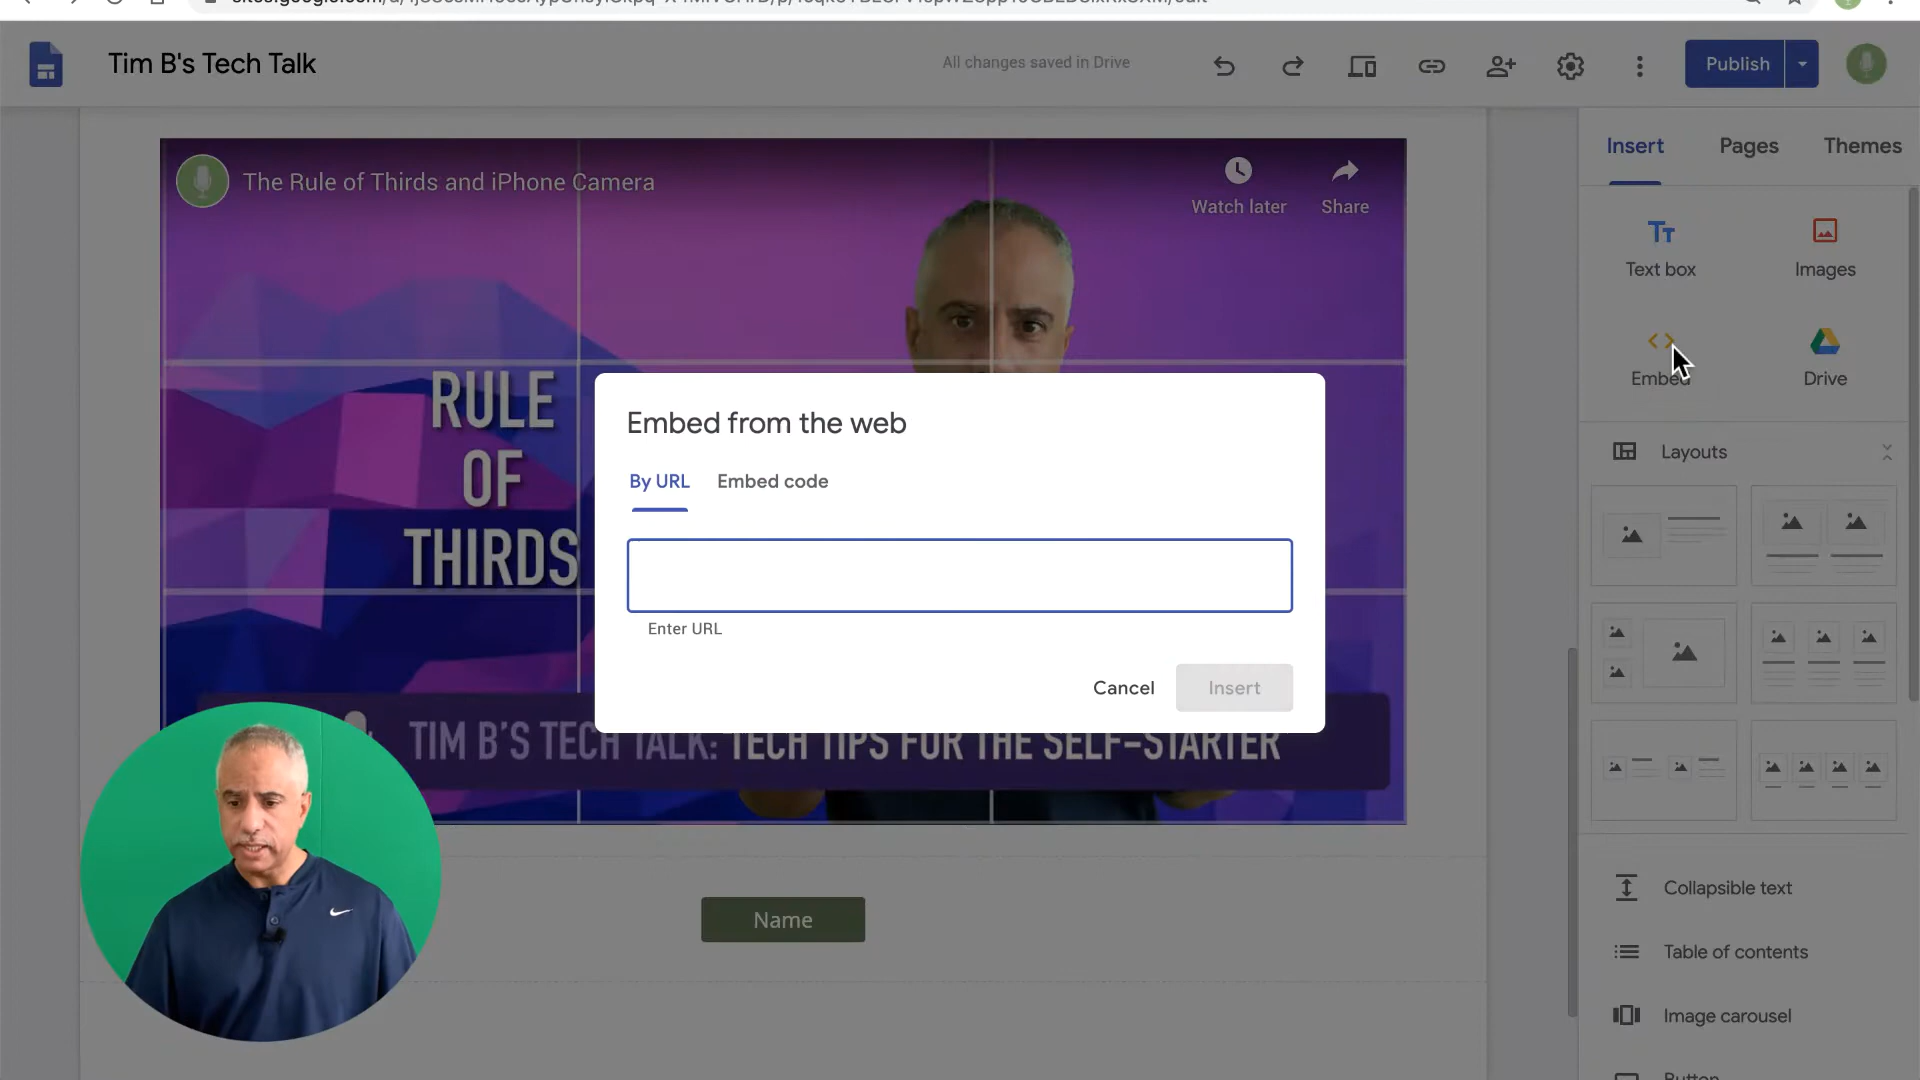 Tim B's Tech Talk
All changes saved in Drive
Publish
The Rule of Thirds and iPhone Camera
Watch later
Share
RULE
OF
THIRDS
TIM B'S TECH TALK: TECH TIPS FOR THE SELF-STARTER
Embed from the web
By URL
Embed code
Enter URL
Cancel
Insert
Name
Insert
Pages
Themes
Text box
Images
Embed
Drive
Layouts
Collapsible text
Table of contents
Image carousel
Button